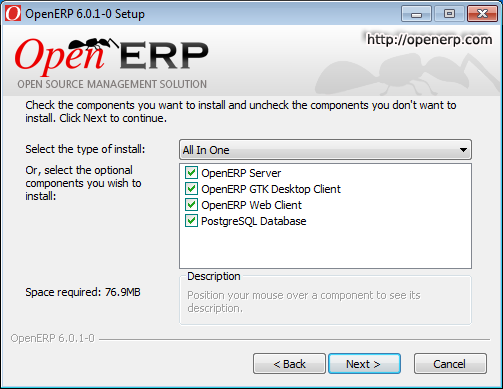 OpenERP 6.0.1-0 Setup
http://openerp.com
Open ERP
OPEN SOURCE MANAGEMENT SOLUTION
Check the components you want to install and uncheck the components you don't want to
install. Click Next to continue.
Select the type of install:
All In One
Or, select the optional
components you wish to
install:
OpenERP Server
OpenERP GTK Desktop Client
OpenERP Web Client
PostgreSQL Database
Space required: 76.9MB
Description
Position your mouse over a component to see its
description.
OpenERP 6.0.1-0
< Back
Next >
Cancel